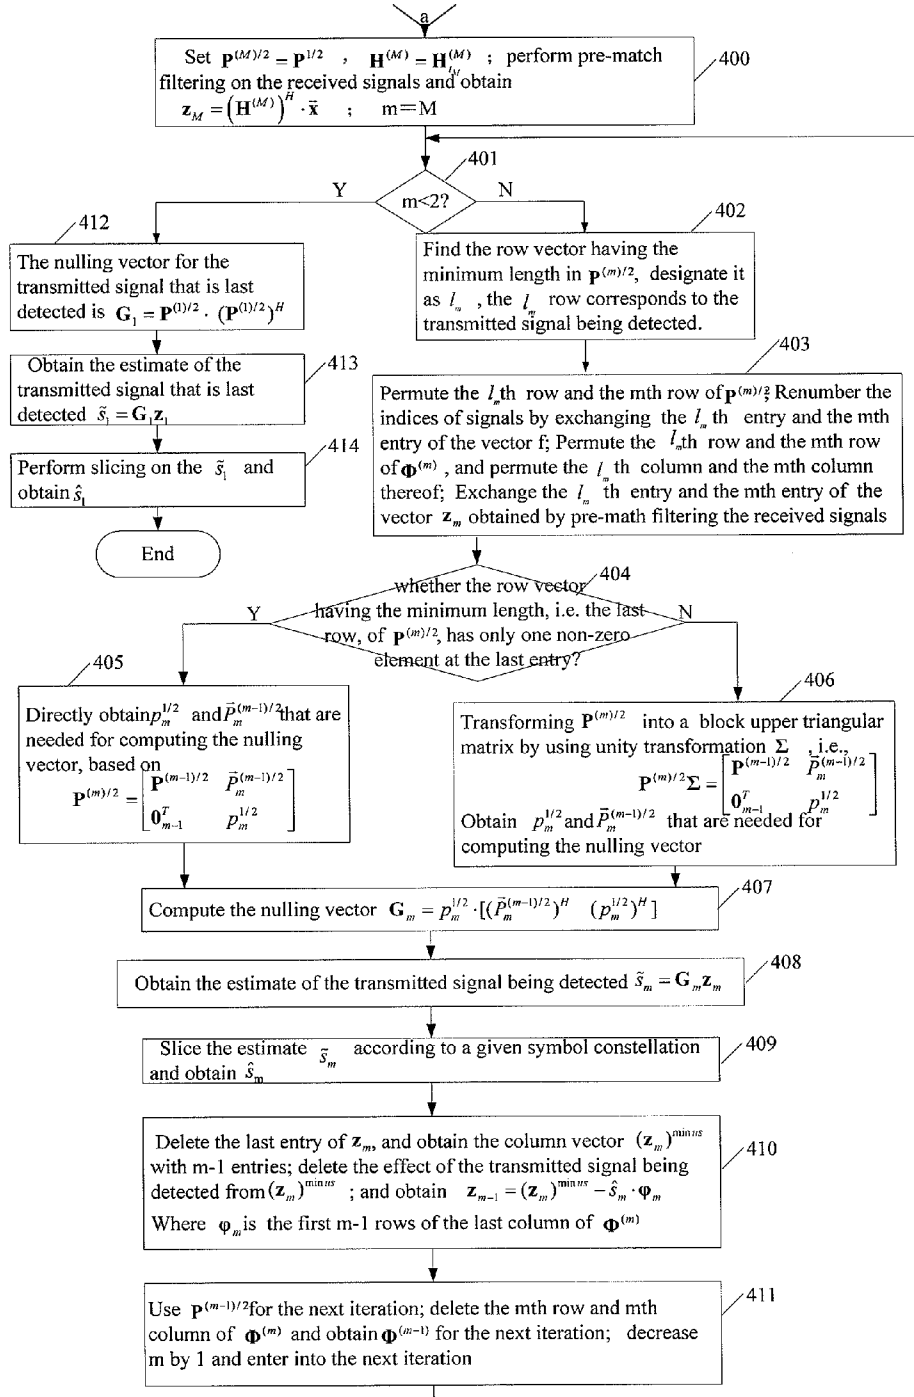 a
Set P^(M)/2 = P^1/2 , H^(M) = H_{l_M}^(M) ; perform pre-match
filtering on the received signals and obtain
z_M = (H^(M))^H · x̄ ; m=M
400
401
m<2?
Y
N
412
The nulling vector for the
transmitted signal that is last
detected is G_1 = P^(1)/2 · (P^(1)/2)^H
402
Find the row vector having the
minimum length in P^(m)/2, designate it
as l_m , the l_m row corresponds to the
transmitted signal being detected.
413
Obtain the estimate of the
transmitted signal that is last
detected s̃_1 = G_1z_1
403
Permute the l_mth row and the mth row of P^(m)/2; Renumber the
indices of signals by exchanging the l_m th entry and the mth
entry of the vector f; Permute the l_mth row and the mth row
of Φ^(m) , and permute the l_m th column and the mth column
thereof; Exchange the l_m th entry and the mth entry of the
vector z_m obtained by pre-math filtering the received signals
414
Perform slicing on the s̃_1 and
obtain ŝ_1
End
404
whether the row vector
having the minimum length, i.e. the last
row, of P^(m)/2, has only one non-zero
element at the last entry?
Y
N
405
Directly obtain p_m^1/2 and P̄_m^(m-1)/2 that are
needed for computing the nulling
vector, based on
P^(m)/2 = [P^(m-1)/2 P̄_m^(m-1)/2
0_{m-1}^T p_m^1/2]
406
Transforming P^(m)/2 into a block upper triangular
matrix by using unity transformation Σ , i.e.,
P^(m)/2 Σ = [P^(m-1)/2 P̄_m^(m-1)/2
0_{m-1}^T p_m^1/2]
Obtain p_m^1/2 and P̄_m^(m-1)/2 that are needed for
computing the nulling vector
407
Compute the nulling vector G_m = p_m^1/2 ·[(P̄_m^(m-1)/2)^H (p_m^1/2)^H]
408
Obtain the estimate of the transmitted signal being detected s̃_m = G_m z_m
409
Slice the estimate s̃_m according to a given symbol constellation
and obtain ŝ_m
410
Delete the last entry of z_m, and obtain the column vector (z_m)^minus
with m-1 entries; delete the effect of the transmitted signal being
detected from (z_m)^minus ; and obtain z_{m-1} = (z_m)^minus − ŝ_m · φ_m
Where φ_m is the first m-1 rows of the last column of Φ^(m)
411
Use P^(m-1)/2 for the next iteration; delete the mth row and mth
column of Φ^(m) and obtain Φ^(m-1) for the next iteration; decrease
m by 1 and enter into the next iteration